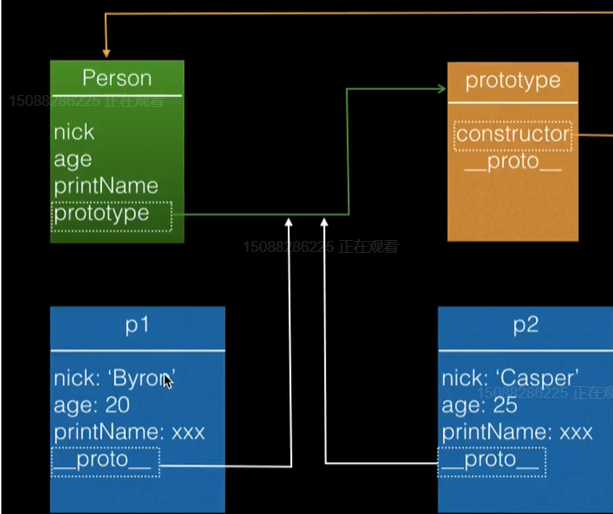 Person
nick
age
printName
prototype
prototype
constructor
__proto__
15088286225 正在观看
15088286225 正在观看
p1
nick: ‘Byron’
age: 20
printName: xxx
__proto__
p2
nick: ‘Casper’
age: 25
printName: xxx
__proto__
15088286225 正在观